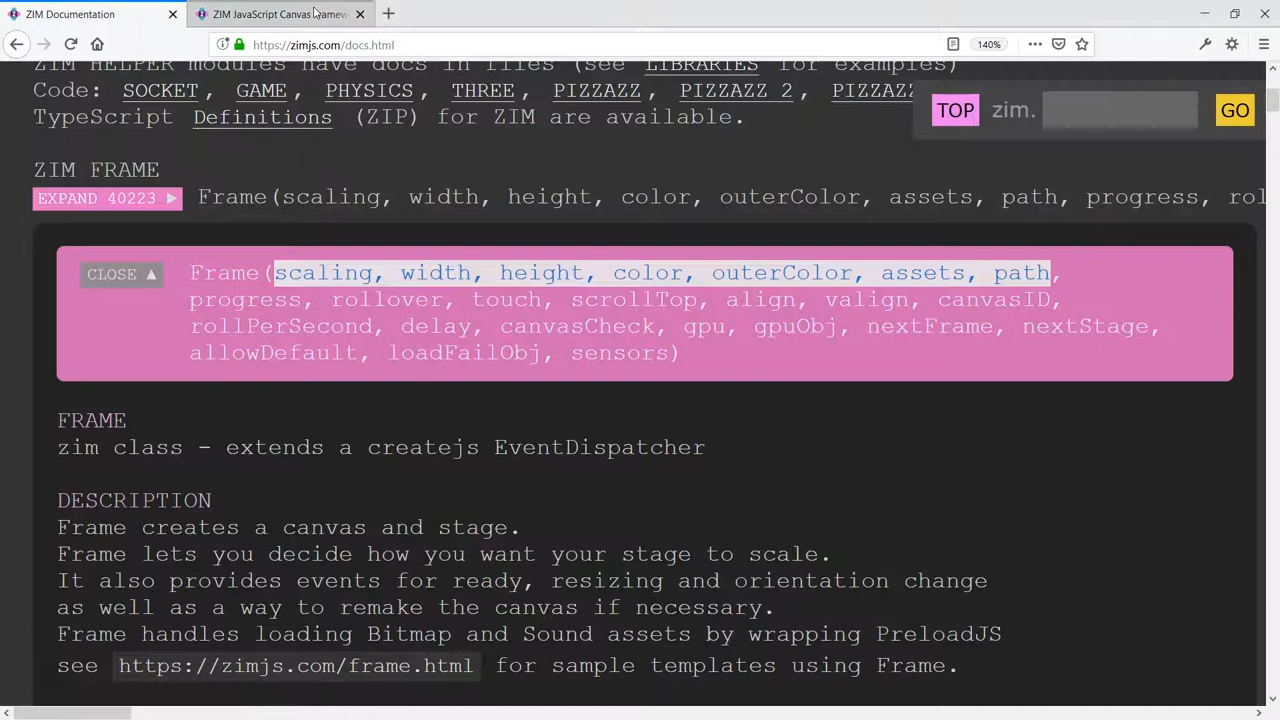 ZIM Documentation
ZIM JavaScript Canvas Framew
https://zimjs.com/docs.html
140%
ZIM HELPER modules have docs in files (see LIBRARIES for examples)
Code: SOCKET, GAME, PHYSICS, THREE, PIZZAZZ, PIZZAZZ 2, PIZZAZZ
TypeScript Definitions (ZIP) for ZIM are available.
TOP zim. GO
ZIM FRAME
EXPAND 40223 ▶ Frame(scaling, width, height, color, outerColor, assets, path, progress, rol
CLOSE ▲ Frame(scaling, width, height, color, outerColor, assets, path,
progress, rollover, touch, scrollTop, align, valign, canvasID,
rollPerSecond, delay, canvasCheck, gpu, gpuObj, nextFrame, nextStage,
allowDefault, loadFailObj, sensors)
FRAME
zim class - extends a createjs EventDispatcher
DESCRIPTION
Frame creates a canvas and stage.
Frame lets you decide how you want your stage to scale.
It also provides events for ready, resizing and orientation change
as well as a way to remake the canvas if necessary.
Frame handles loading Bitmap and Sound assets by wrapping PreloadJS
see https://zimjs.com/frame.html for sample templates using Frame.